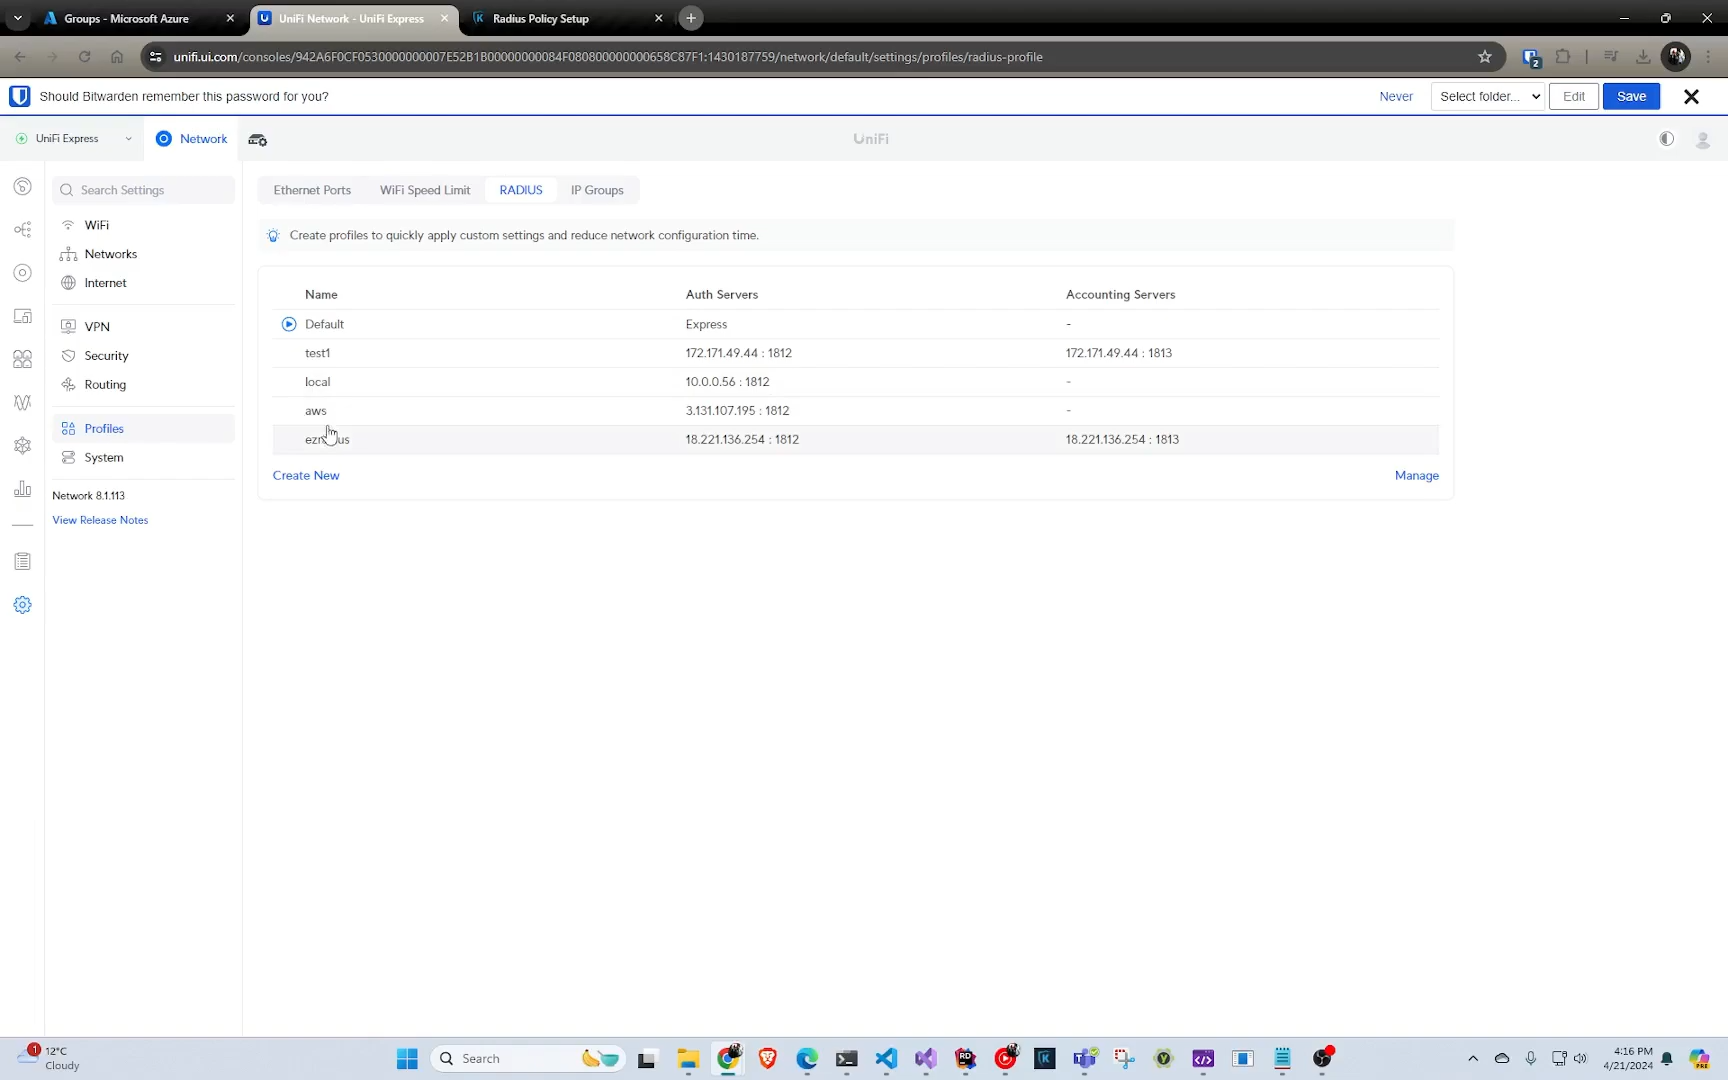 Groups - Microsoft Azure
UniFi Network - UniFi Express
Radius Policy Setup
unifi.ui.com/consoles/942A6F0CF0530000000007E52B1B00000000084F080800000000658C87F1:1430187759/network/default/settings/profiles/radius-profile
2
Should Bitwarden remember this password for you?
Never
Select folder...
Edit
Save
UniFi Express
Network
UniFi
Search Settings
WiFi
Networks
Internet
VPN
Security
Routing
Profiles
System
Network 8.1.113
View Release Notes
Ethernet Ports
WiFi Speed Limit
RADIUS
IP Groups
Create profiles to quickly apply custom settings and reduce network configuration time.
Name Auth Servers Accounting Servers
Default Express -
test1 172.171.49.44 : 1812 172.171.49.44 : 1813
local 10.0.0.56 : 1812 -
aws 3.131.107.195 : 1812 -
18.221.136.254 : 1812 18.221.136.254 : 1813
Create New
Manage
1
12°C
Cloudy
Search
4:16 PM
4/21/2024